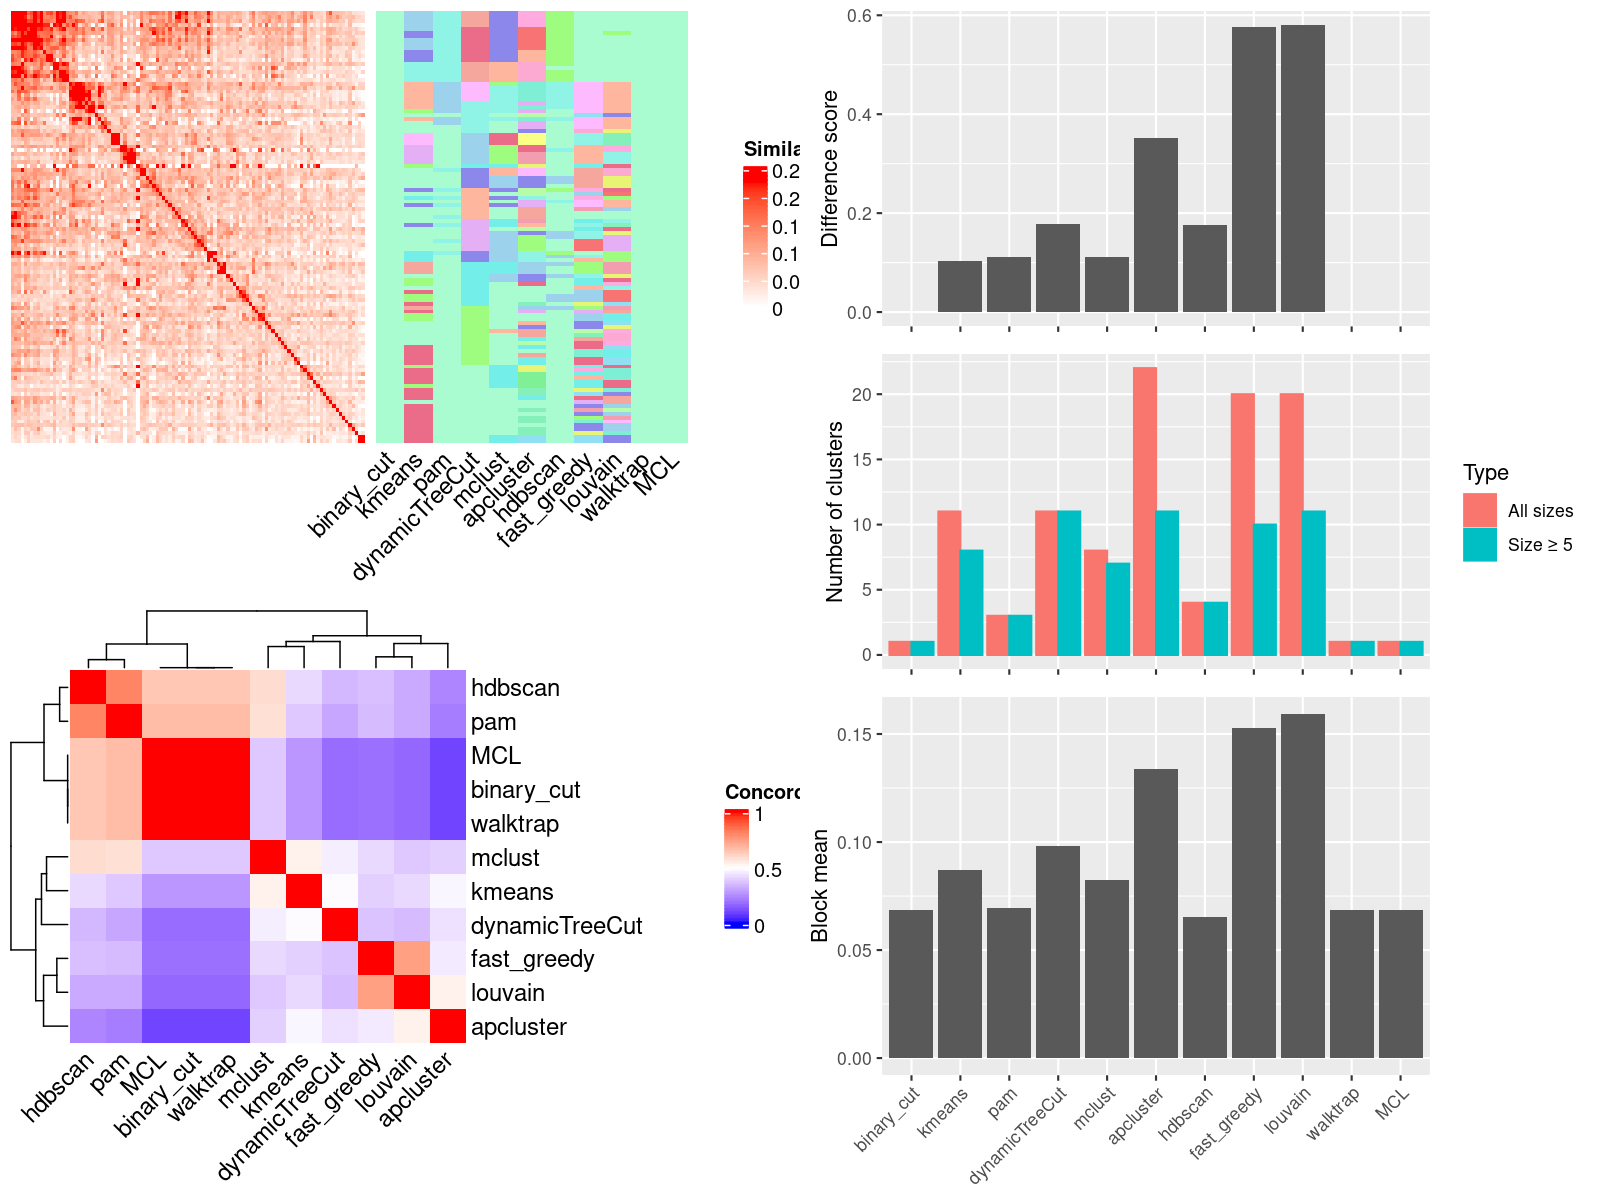 Simila
0.2
0.2
0.1
0.1
0.0
0
binary_cut
kmeans
pam
dynamicTreeCut
mclust
apcluster
hdbscan
fast_greedy
louvain
walktrap
MCL
hdbscan
pam
MCL
binary_cut
walktrap
mclust
kmeans
dynamicTreeCut
fast_greedy
louvain
apcluster
hdbscan
pam
MCL
binary_cut
walktrap
mclust
kmeans
dynamicTreeCut
fast_greedy
louvain
apcluster
Concord
1
0.5
0
Difference score
0.6
0.4
0.2
0.0
Number of clusters
20
15
10
5
0
Type
All sizes
Size ≥ 5
Block mean
0.15
0.10
0.05
0.00
binary_cut
kmeans
pam
dynamicTreeCut
mclust
apcluster
hdbscan
fast_greedy
louvain
walktrap
MCL